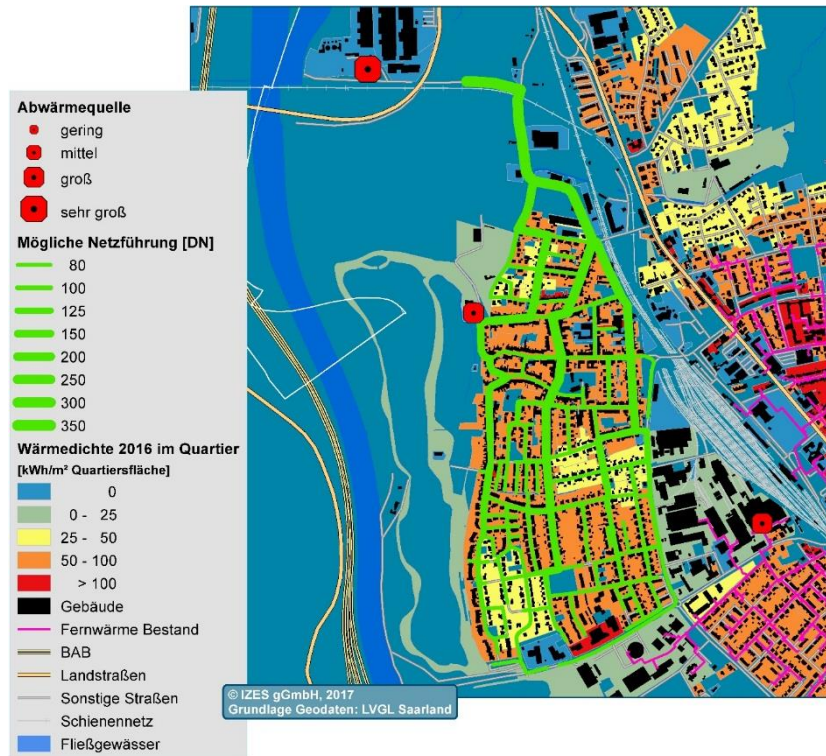 Abwärmequelle
gering
mittel
groß
sehr groß
Mögliche Netzführung [DN]
80
100
125
150
200
250
300
350
Wärmedichte 2016 im Quartier
[kWh/m² Quartiersfläche]
0
0 - 25
25 - 50
50 - 100
> 100
Gebäude
Fernwärme Bestand
BAB
Landstraßen
Sonstige Straßen
Schienennetz
Fließgewässer
© IZES gGmbH, 2017
Grundlage Geodaten: LVGL Saarland